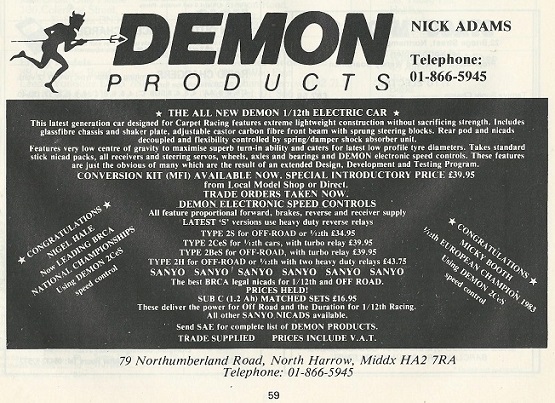 DEMON
PRODUCTS
NICK ADAMS
Telephone:
01-866-5945
★ THE ALL NEW DEMON 1/12th ELECTRIC CAR ★
This latest generation car designed for Carpet Racing features extreme lightweight construction without sacrificing strength. Includes
glassfibre chassis and shaker plate, adjustable castor carbon fibre front beam with sprung steering blocks. Rear pod and nicads
decoupled and flexibility controlled by spring/damper shock absorber unit.
Features very low centre of gravity to maximise superb turn-in ability and caters for latest low profile tyre diameters. Takes standard
stick nicad packs, all receivers and steering servos, wheels, axles and bearings and DEMON electronic speed controls. These features
are just the obvious of many which are the result of an extended Design, Development and Testing Program.
CONVERSION KIT (MFI) AVAILABLE NOW. SPECIAL INTRODUCTORY PRICE £39.95
from Local Model Shop or Direct.
TRADE ORDERS TAKEN NOW.
DEMON ELECTRONIC SPEED CONTROLS
All feature proportional forward, brakes, reverse and receiver supply
LATEST 'S' VERSIONS use heavy duty reverse relays
TYPE 2S for OFF-ROAD or ½th £34.95
TYPE 2CeS for ½th cars, with turbo relay £39.95
TYPE 2BeS for OFF-ROAD, with turbo relay £39.95
TYPE 2H for OFF-ROAD or ½th with two heavy duty relays £43.75
SANYO SANYO SANYO SANYO SANYO SANYO
The best BRCA legal nicads for 1/12th and OFF ROAD.
PRICES HELD!
SUB C (1.2 Ah) MATCHED SETS £16.95
These deliver the power for Off Road and the Duration for 1/12th Racing.
All other SANYO NICADS available.
Send SAE for complete list of DEMON PRODUCTS.
TRADE SUPPLIED PRICES INCLUDE V.A.T.
★ CONGRATULATIONS ★
NIGEL HALE
Now LEADING BRCA
NATIONAL CHAMPIONSHIPS
Using DEMON 2CeS
speed control
★ CONGRATULATIONS ★
MICKY BOOTH
½th EUROPEAN CHAMPION 1983
Using DEMON 2CeS
speed control
79 Northumberland Road, North Harrow, Middx HA2 7RA
Telephone: 01-866-5945
59